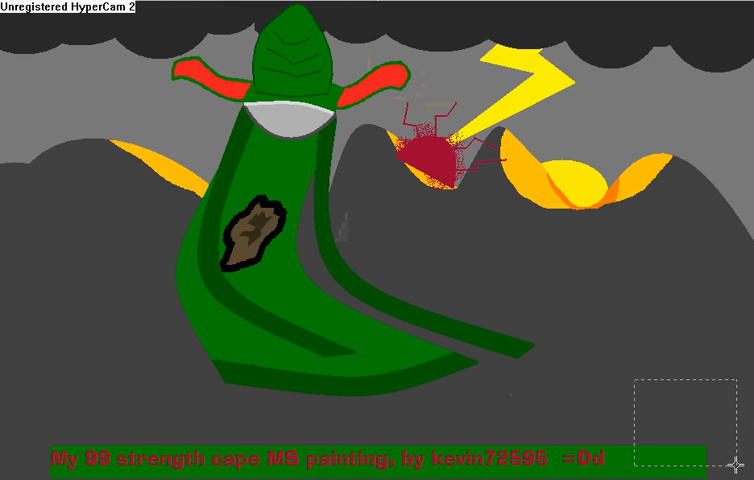 Unregistered HyperCam 2
My 99 strength cape MS painting, by kevin72595 =Dd